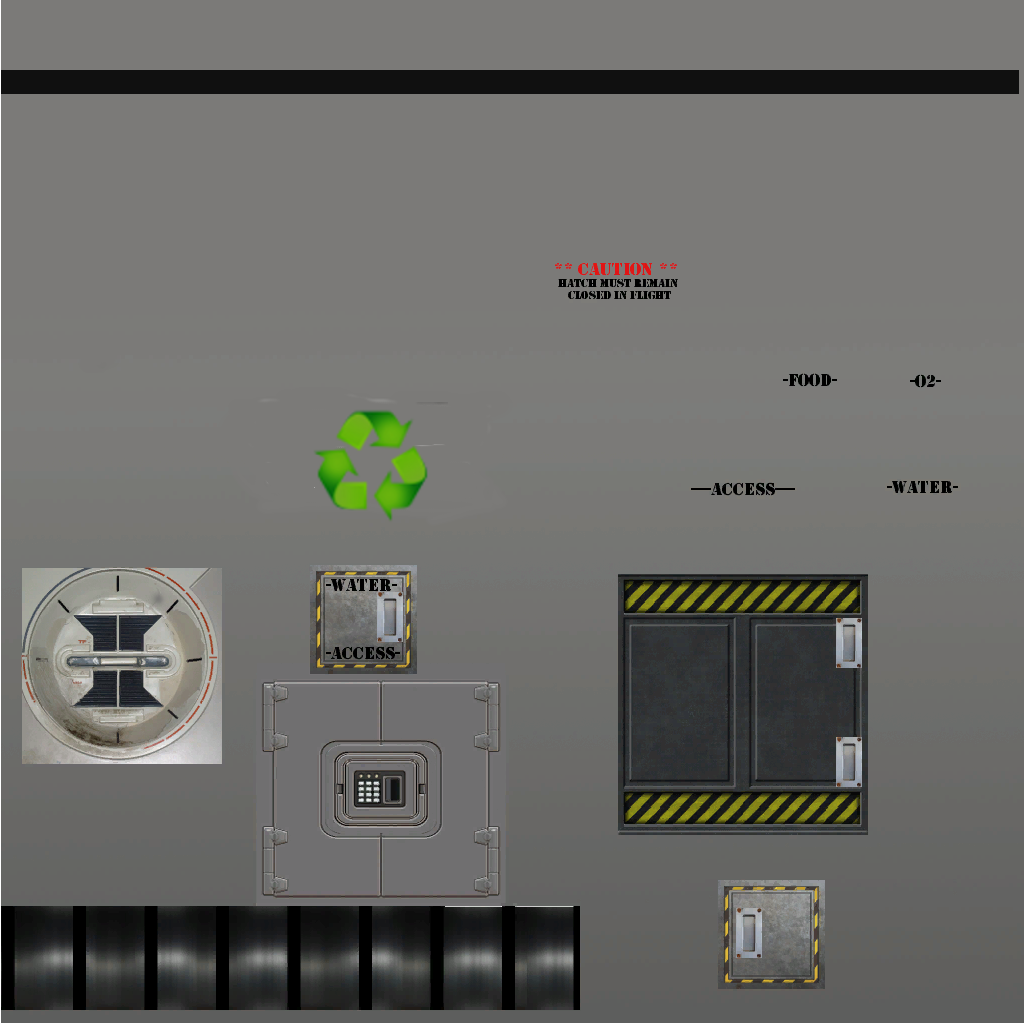 ** CAUTION **
HATCH MUST REMAIN
CLOSED IN FLIGHT
-FOOD-
-O2-
—ACCESS—
-WATER-
-WATER-
-ACCESS-